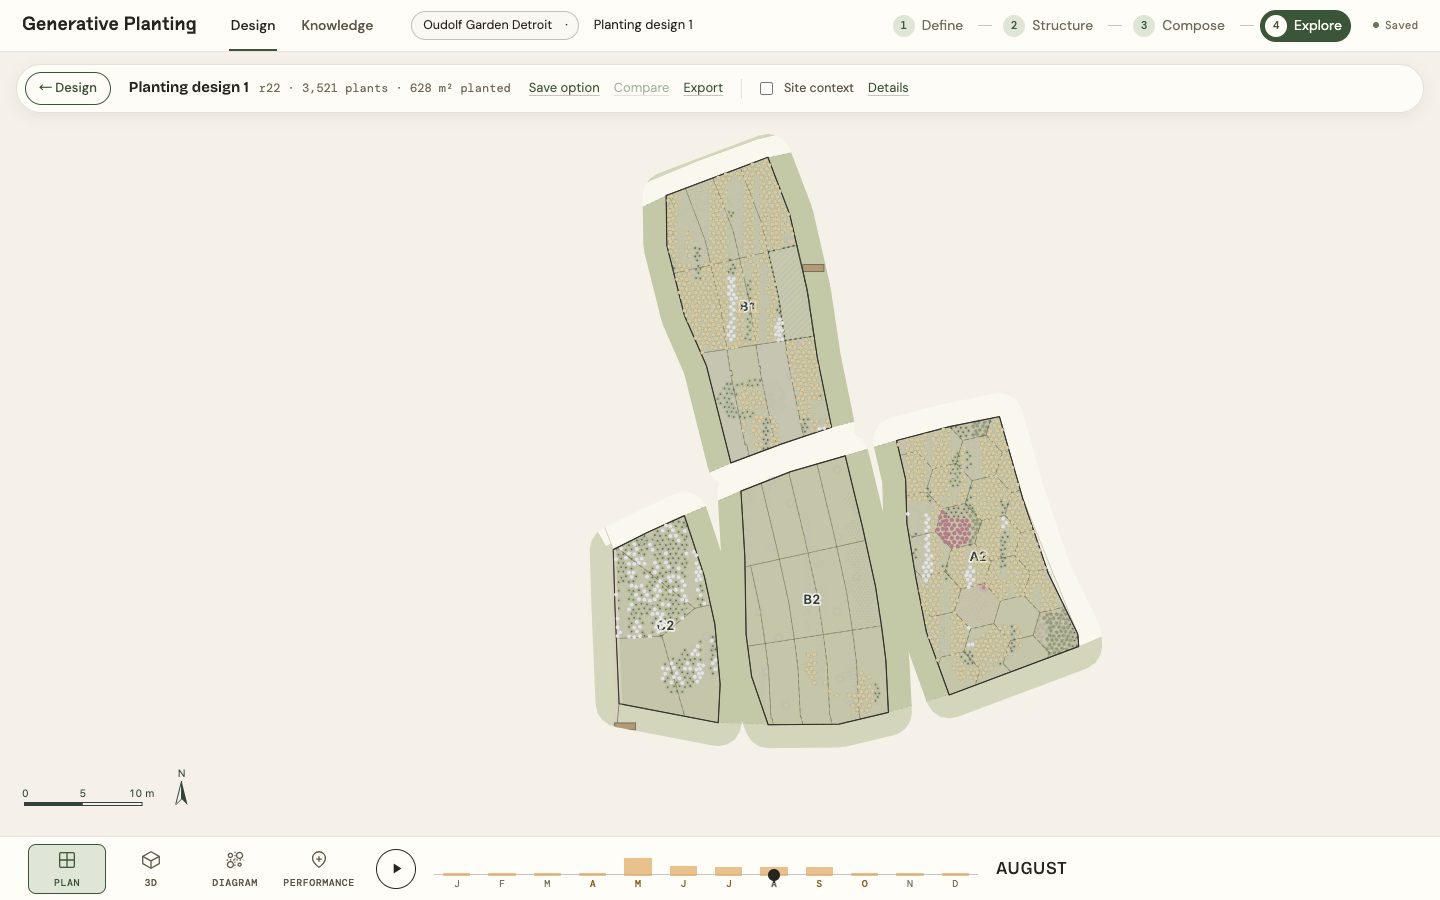 Generative Planting
Design Knowledge
Oudolf Garden Detroit ·
Planting design 1
1 Define — 2 Structure — 3 Compose — 4 Explore
Saved
← Design
Planting design 1 r22 · 3,521 plants · 628 m² planted
Save option Compare Export
Site context Details
B1
A2
B2
C2
N
0 5 10 m
PLAN 3D DIAGRAM PERFORMANCE
J F M A M J J A S O N D
AUGUST